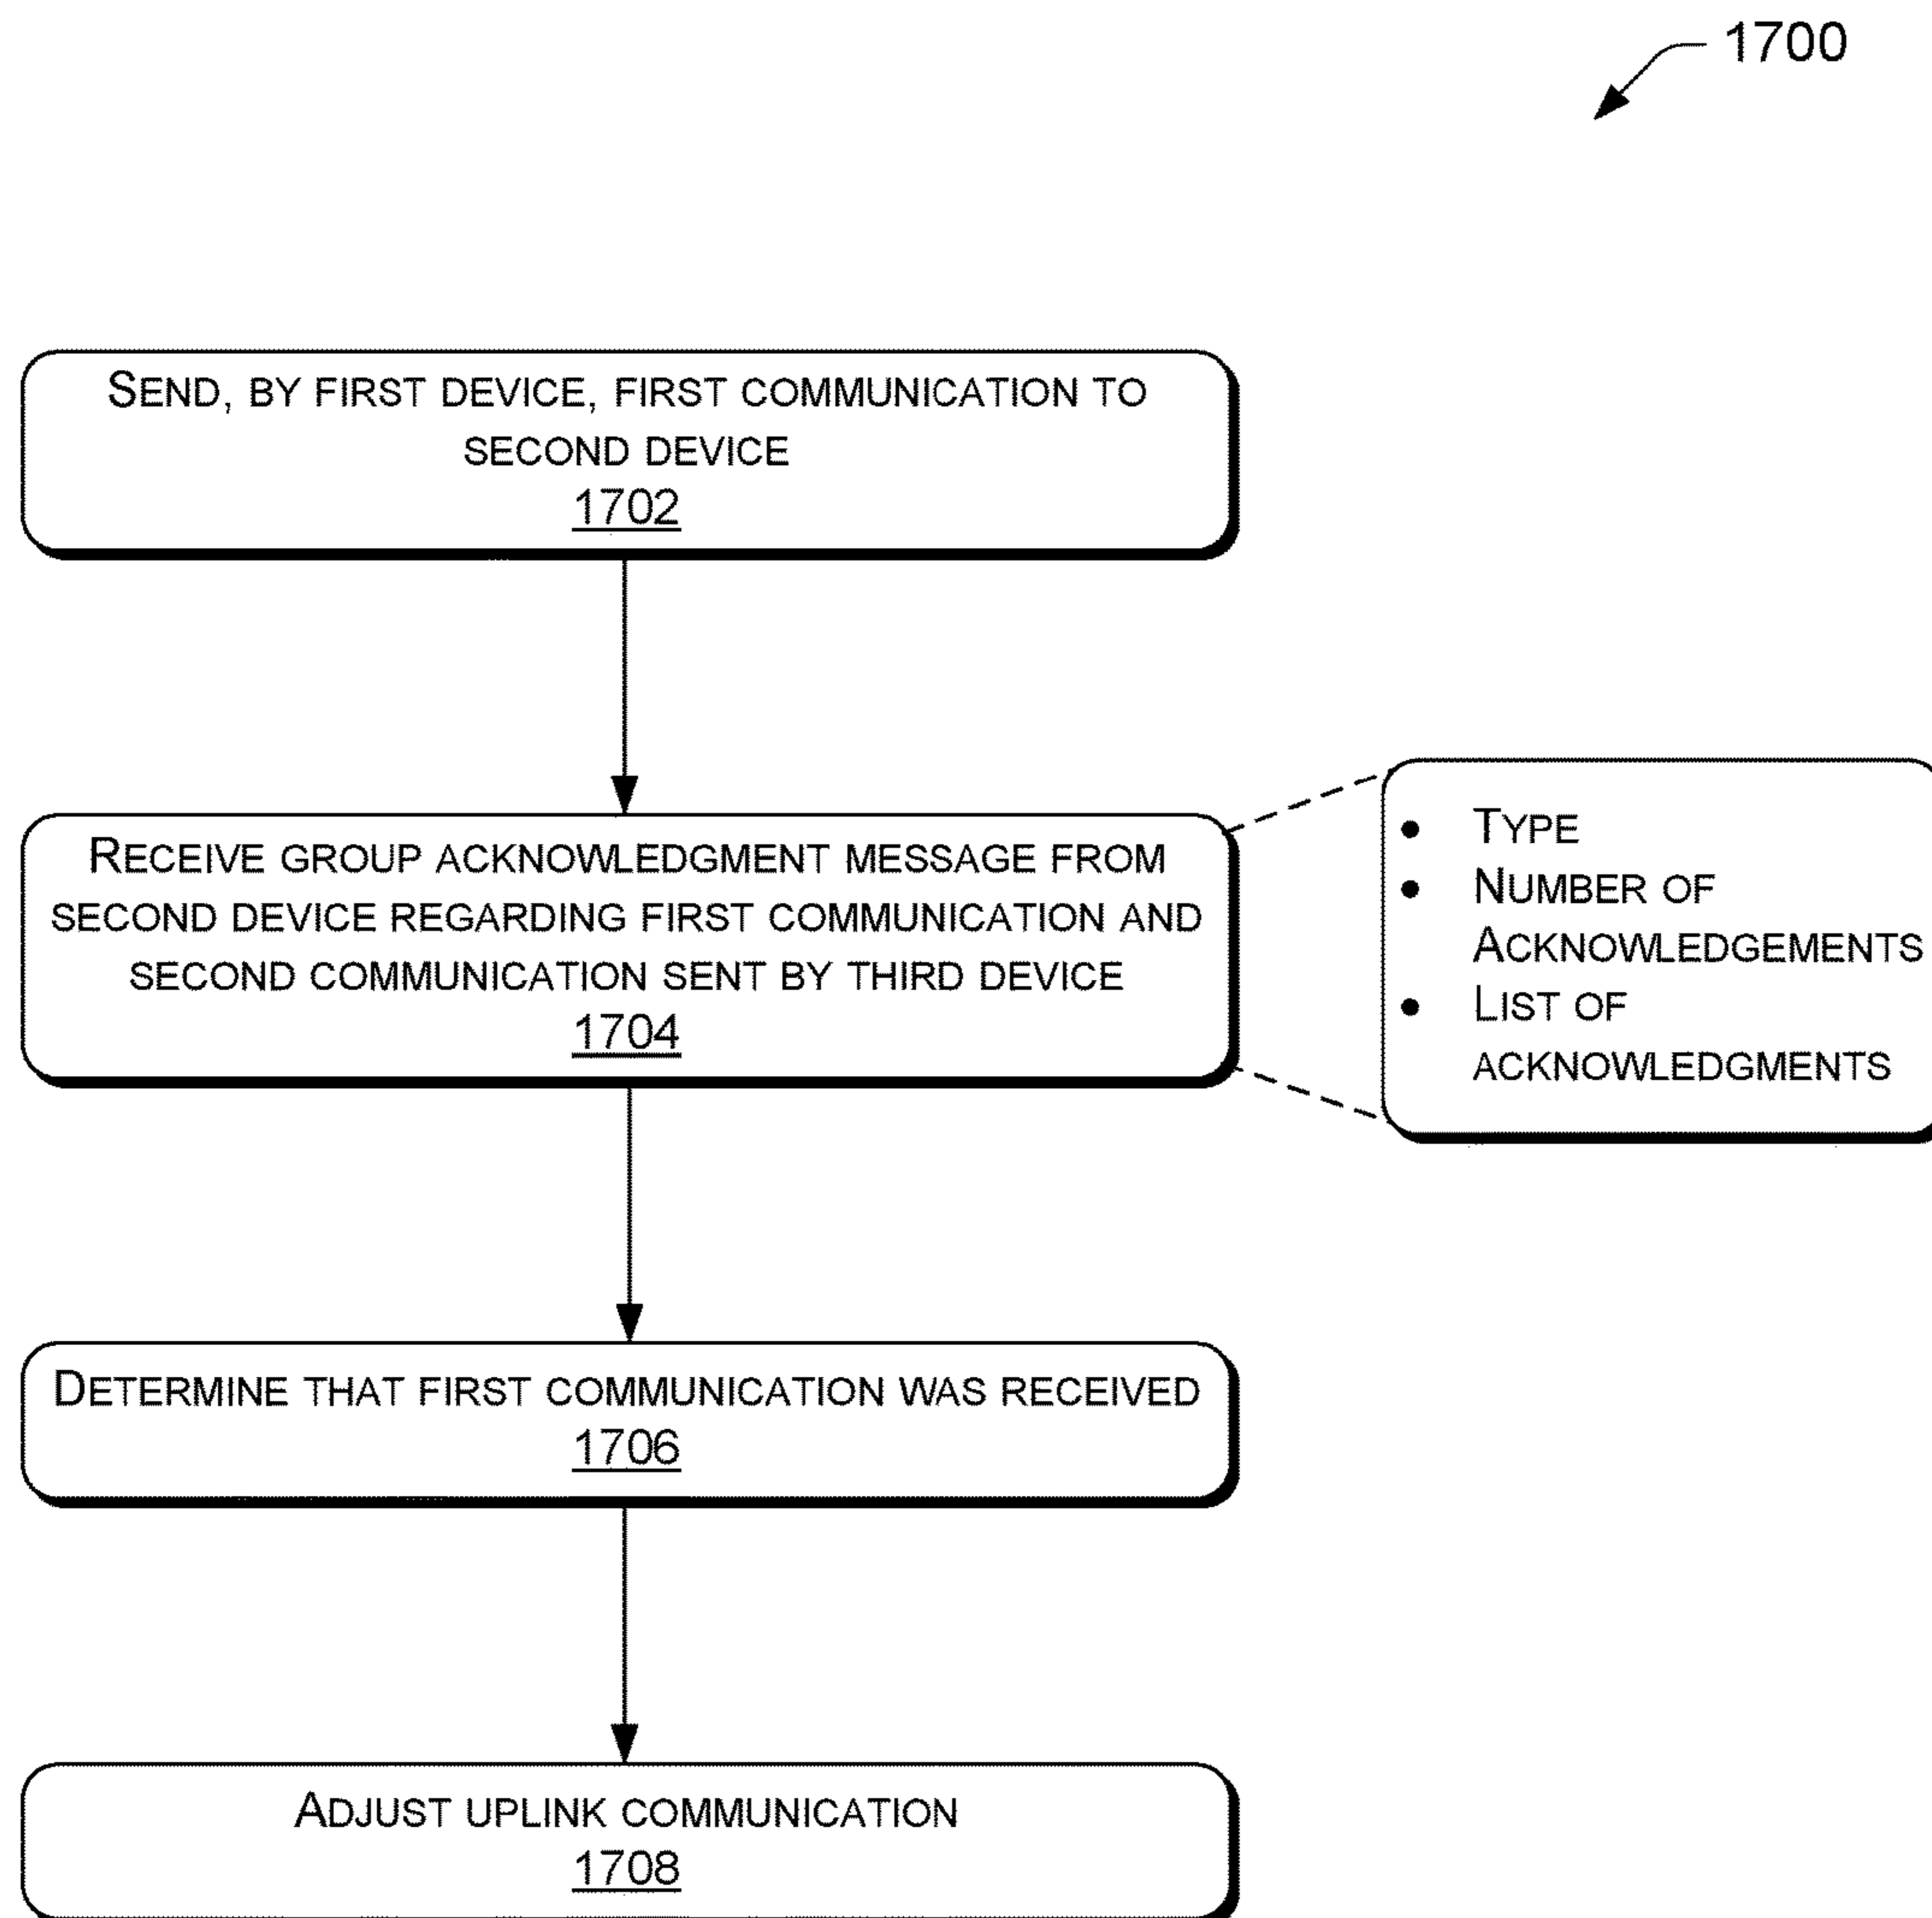 1700
SEND, BY FIRST DEVICE, FIRST COMMUNICATION TO
SECOND DEVICE
1702
RECEIVE GROUP ACKNOWLEDGMENT MESSAGE FROM
SECOND DEVICE REGARDING FIRST COMMUNICATION AND
SECOND COMMUNICATION SENT BY THIRD DEVICE
1704
• TYPE
• NUMBER OF
ACKNOWLEDGEMENTS
• LIST OF
ACKNOWLEDGMENTS
DETERMINE THAT FIRST COMMUNICATION WAS RECEIVED
1706
ADJUST UPLINK COMMUNICATION
1708